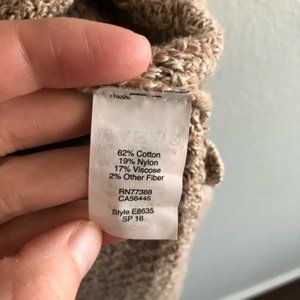 62% Cotton
19% Nylon
17% Viscose
2% Other Fiber
RN77388
CA56445
Style E8635
SP 16